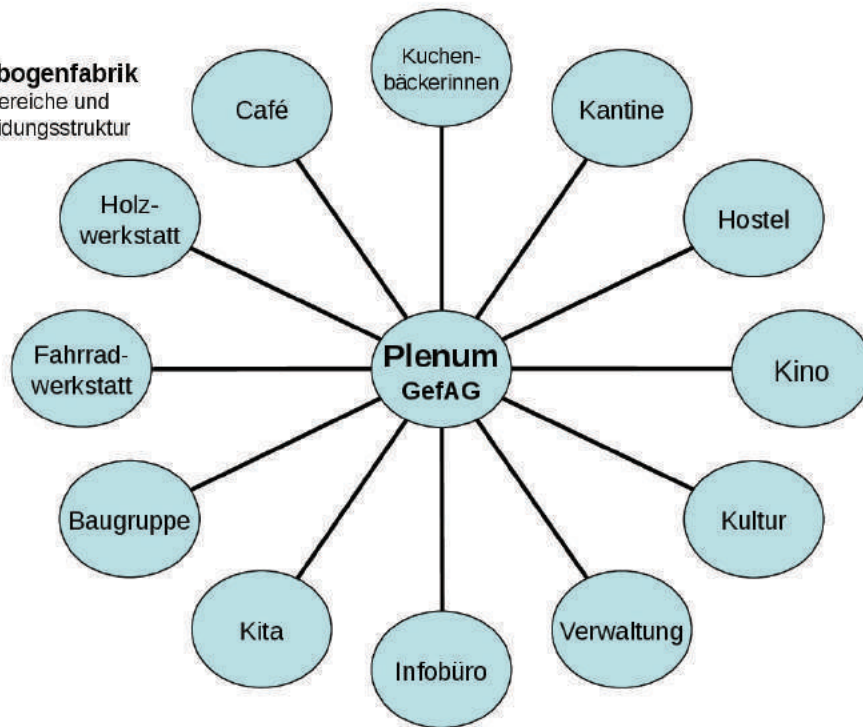 bogenfabrik
ereiche und
idungsstruktur
Kuchen-
bäckerinnen
Café
Kantine
Holz-
werkstatt
Hostel
Fahrrad-
werkstatt
Plenum
GefAG
Kino
Baugruppe
Kultur
Kita
Infobüro
Verwaltung